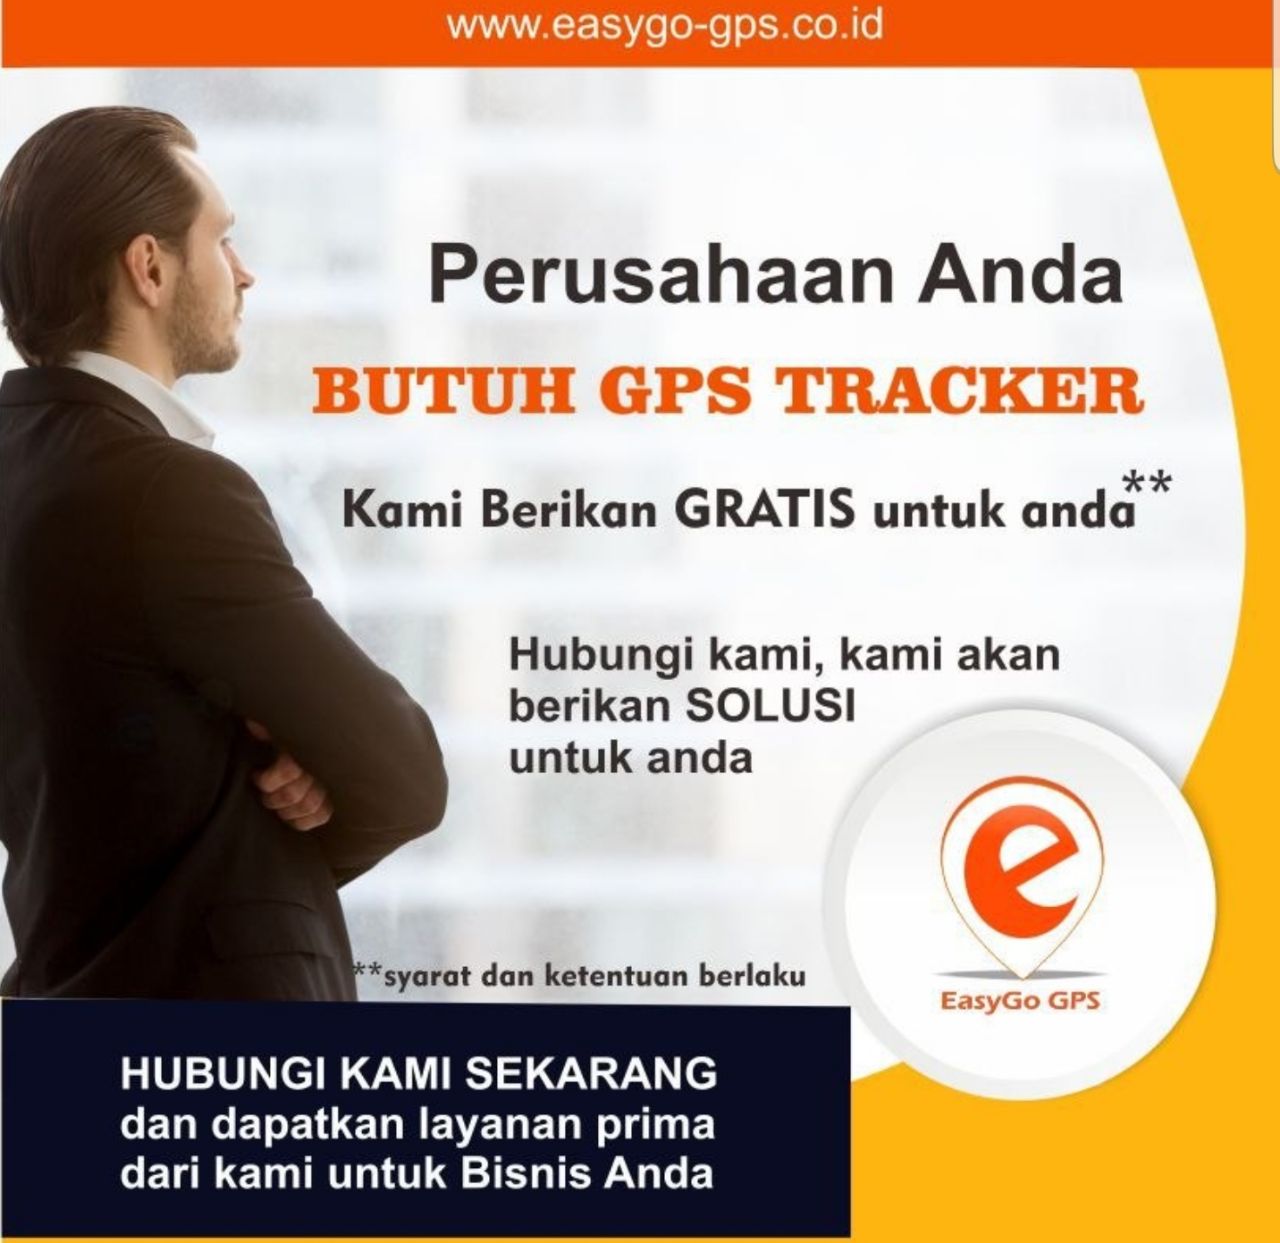 www.easygo-gps.co.id
Perusahaan Anda
BUTUH GPS TRACKER
Kami Berikan GRATIS untuk anda**
Hubungi kami, kami akan
berikan SOLUSI
untuk anda
e
EasyGo GPS
**syarat dan ketentuan berlaku
HUBUNGI KAMI SEKARANG
dan dapatkan layanan prima
dari kami untuk Bisnis Anda